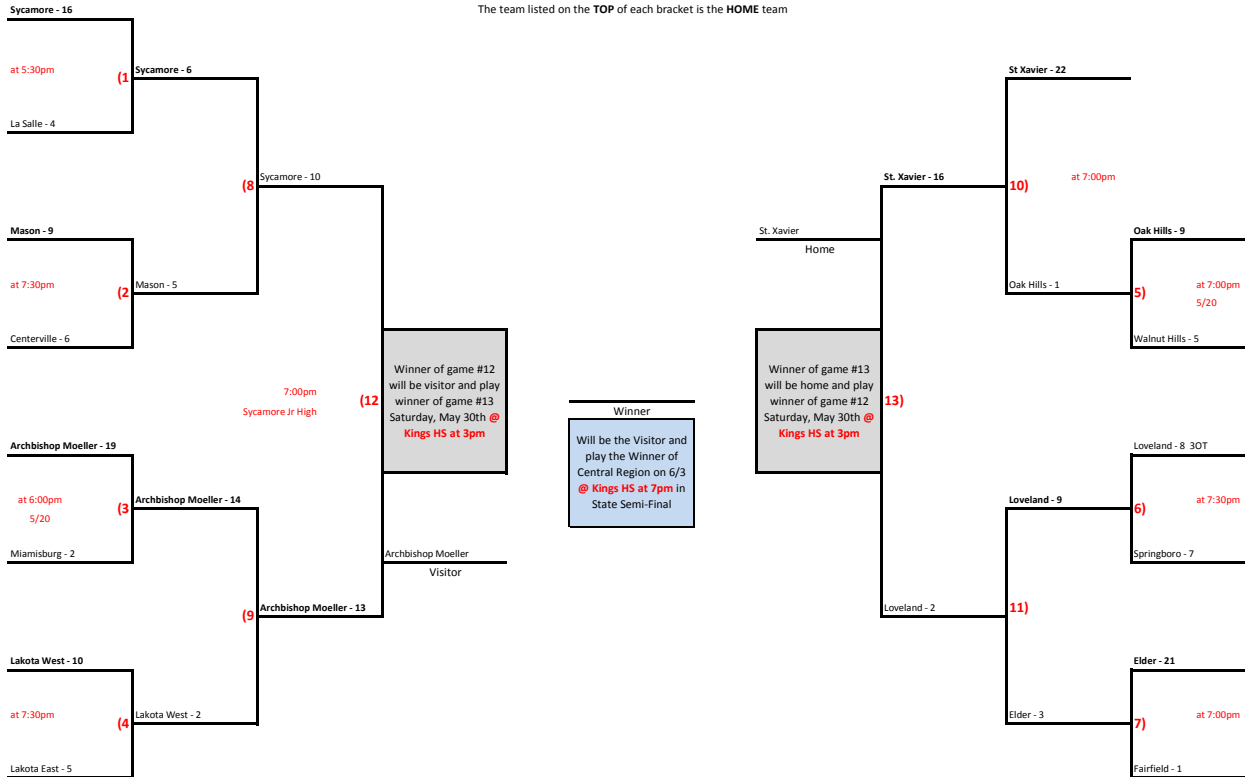 The team listed on the TOP of each bracket is the HOME team
Sycamore - 16
at 5:30pm
(1
Sycamore - 6
La Salle - 4
(8
Sycamore - 10
Mason - 9
at 7:30pm
(2
Mason - 5
Centerville - 6
7:00pm
Sycamore Jr High
(12
Winner of game #12
will be visitor and play
winner of game #13
Saturday, May 30th @
Kings HS at 3pm
Archbishop Moeller - 19
at 6:00pm
5/20
(3
Archbishop Moeller - 14
Miamisburg - 2
Archbishop Moeller
Visitor
(9
Archbishop Moeller - 13
Lakota West - 10
at 7:30pm
(4
Lakota West - 2
Lakota East - 5
Winner
Will be the Visitor and
play the Winner of
Central Region on 6/3
@ Kings HS at 7pm in
State Semi-Final
St Xavier - 22
St. Xavier - 16
10)
at 7:00pm
St. Xavier
Home
Oak Hills - 9
Oak Hills - 1
5)
at 7:00pm
5/20
Walnut Hills - 5
Winner of game #13
will be home and play
winner of game #12
Saturday, May 30th @
Kings HS at 3pm
13)
Loveland - 8 3OT
Loveland - 9
6)
at 7:30pm
Springboro - 7
Loveland - 2
11)
Elder - 21
Elder - 3
7)
at 7:00pm
Fairfield - 1